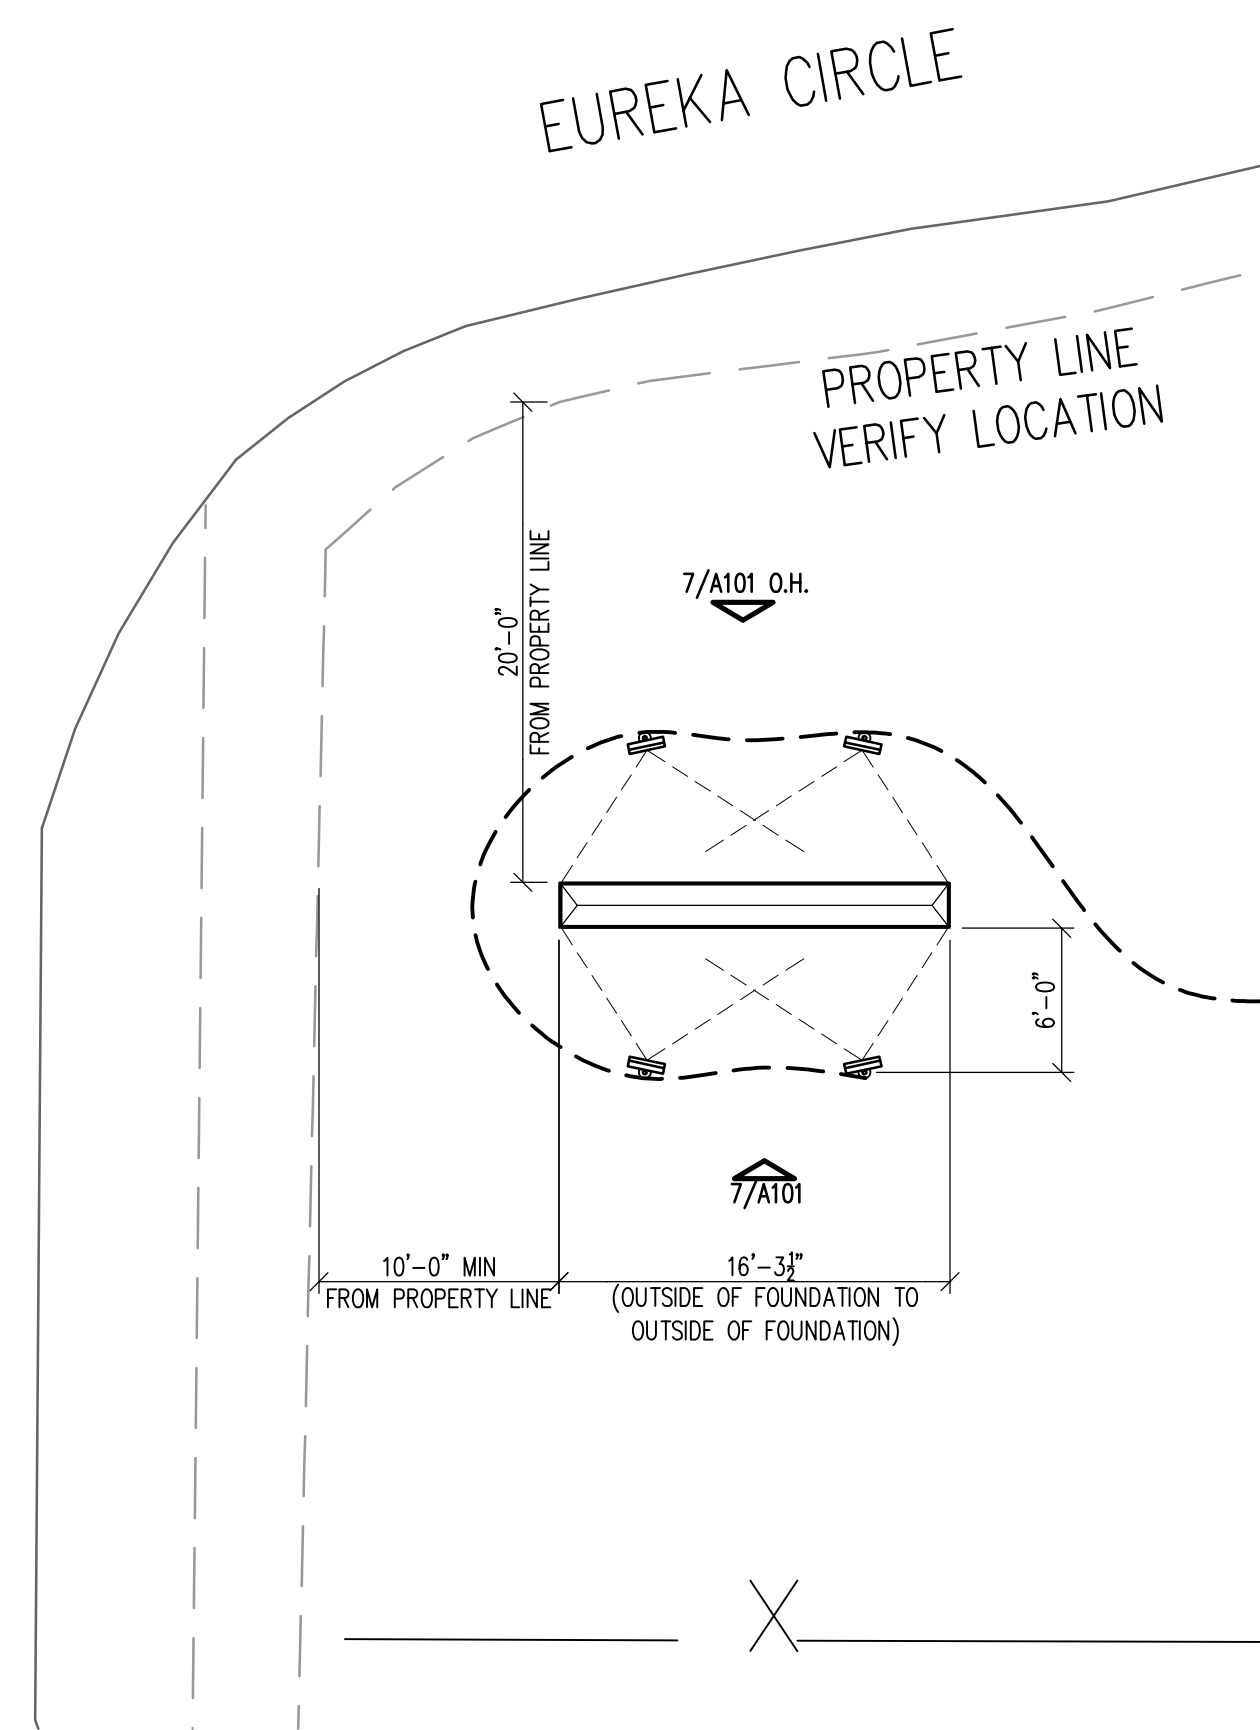 EUREKA CIRCLE
PROPERTY LINE
VERIFY LOCATION
20'-0"
FROM PROPERTY LINE
7/A101 O.H.
6'-0"
7/A101
10'-0" MIN
FROM PROPERTY LINE
16'-3½"
(OUTSIDE OF FOUNDATION TO
OUTSIDE OF FOUNDATION)
X